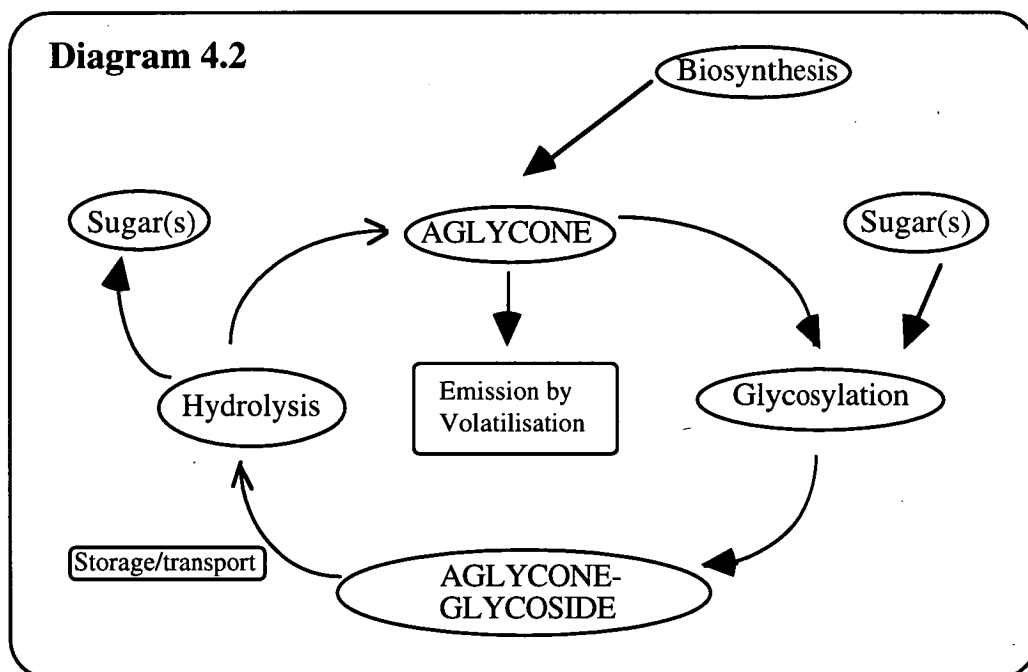 Diagram 4.2
Biosynthesis
Sugar(s)
AGLYCONE
Sugar(s)
Hydrolysis
Emission by
Volatilisation
Glycosylation
Storage/transport
AGLYCONE-
GLYCOSIDE